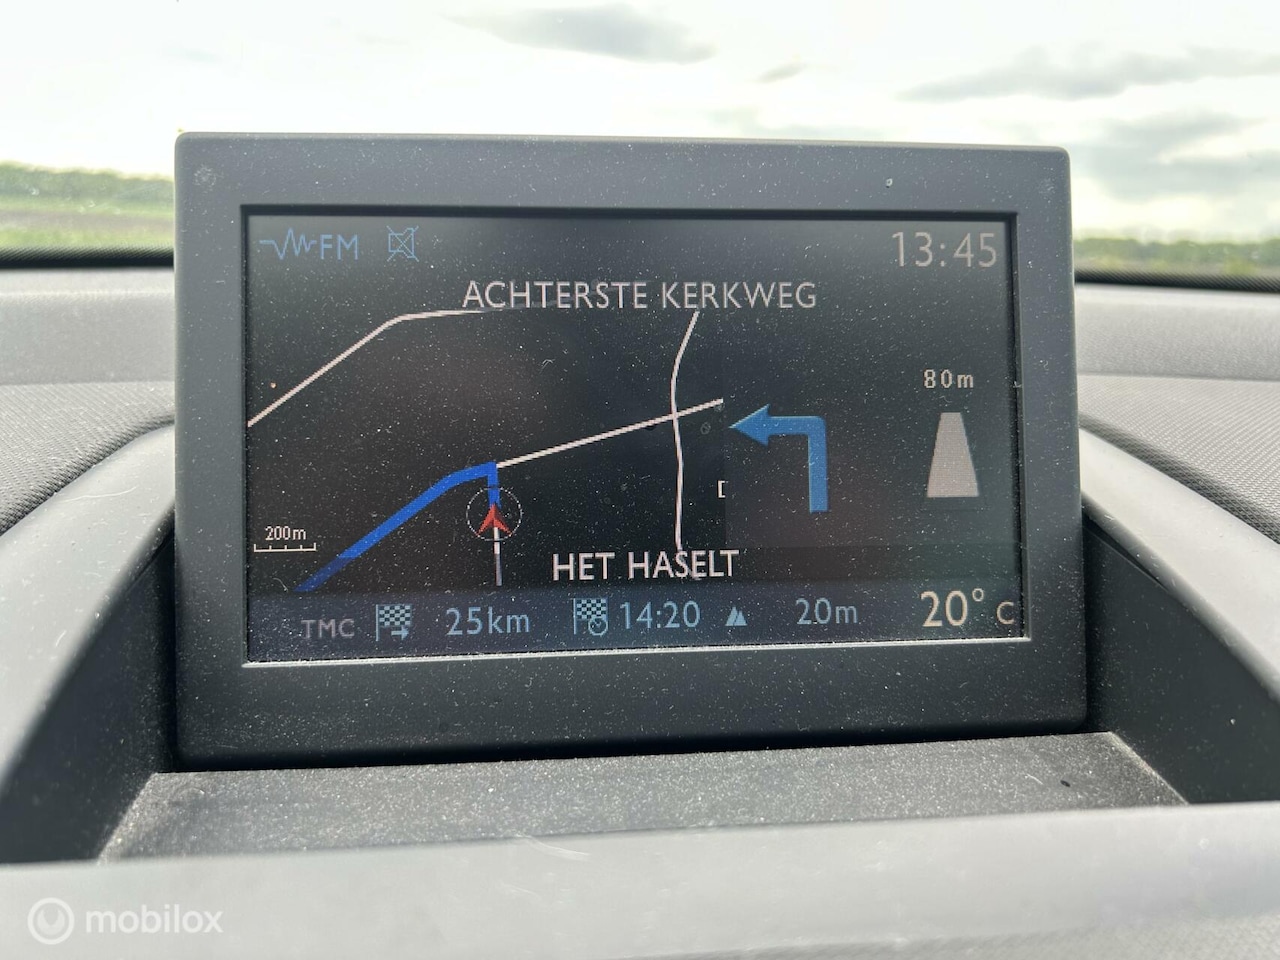 FM
13:45
ACHTERSTE KERKWEG
80m
200m
HET HASELT
TMC 25km 14:20 20m 20° C
mobilox